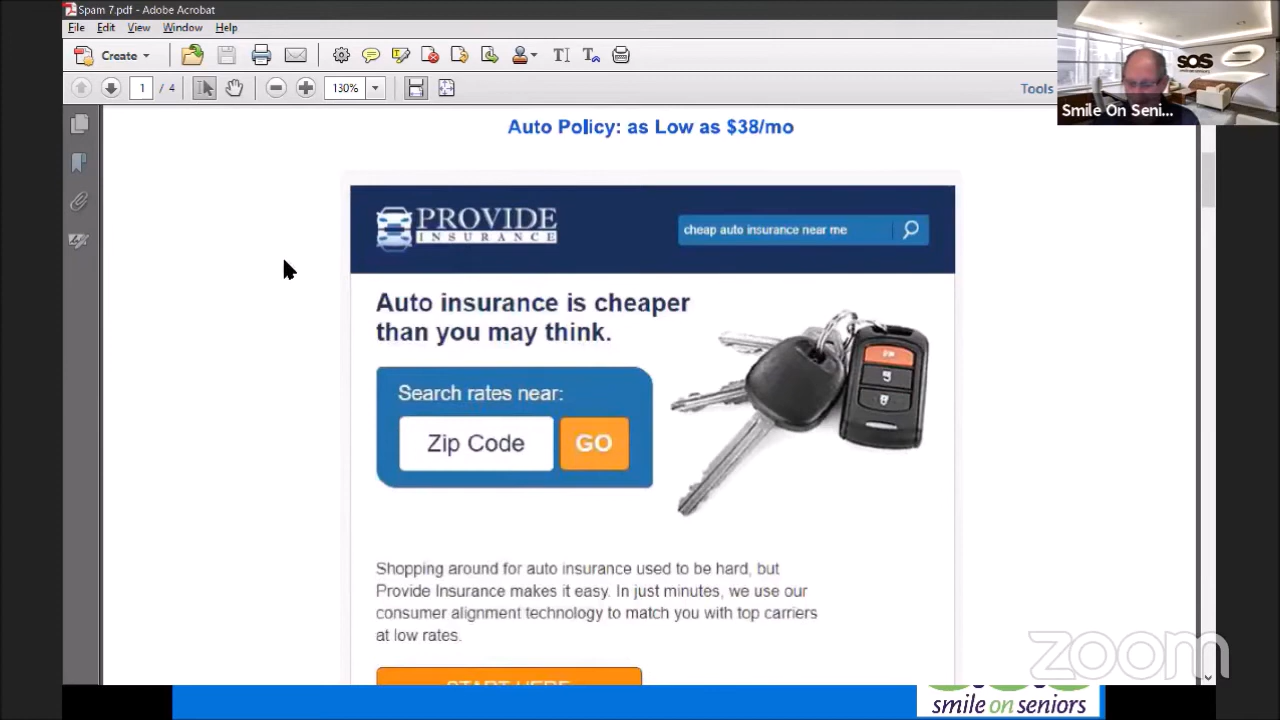 Spam 7.pdf - Adobe Acrobat
File Edit View Window Help
Create
1 / 4 130% Tools
SOS
Smile On Seni...
Auto Policy: as Low as $38/mo
PROVIDE
INSURANCE
cheap auto insurance near me
Auto insurance is cheaper
than you may think.
Search rates near:
Zip Code GO
Shopping around for auto insurance used to be hard, but
Provide Insurance makes it easy. In just minutes, we use our
consumer alignment technology to match you with top carriers
at low rates.
START HERE
zoom
smile on seniors